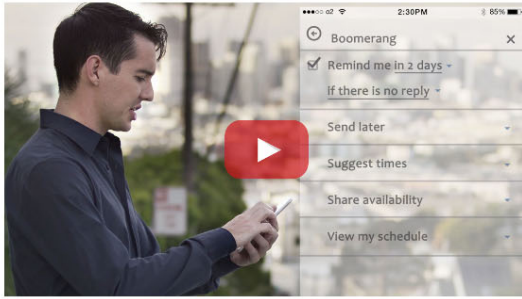 o2 2:30PM 85%
Boomerang ×
Remind me in 2 days
if there is no reply
Send later
Suggest times
Share availability
View my schedule